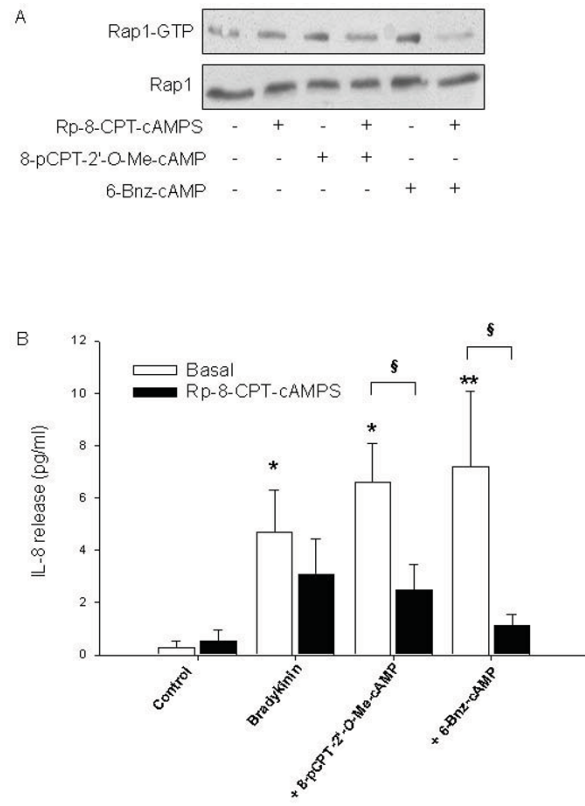 A
Rap1-GTP
Rap1
Rp-8-CPT-cAMPS - + - + - +
8-pCPT-2'-O-Me-cAMP - - + + - -
6-Bnz-cAMP - - - - + +
B
12
10
8
6
4
2
0
IL-8 release (pg/ml)
Basal
Rp-8-CPT-cAMPS
§
§
*
*
**
Control
Bradykinin
+ 8-pCPT-2'-O-Me-cAMP
+ 6-Bnz-cAMP